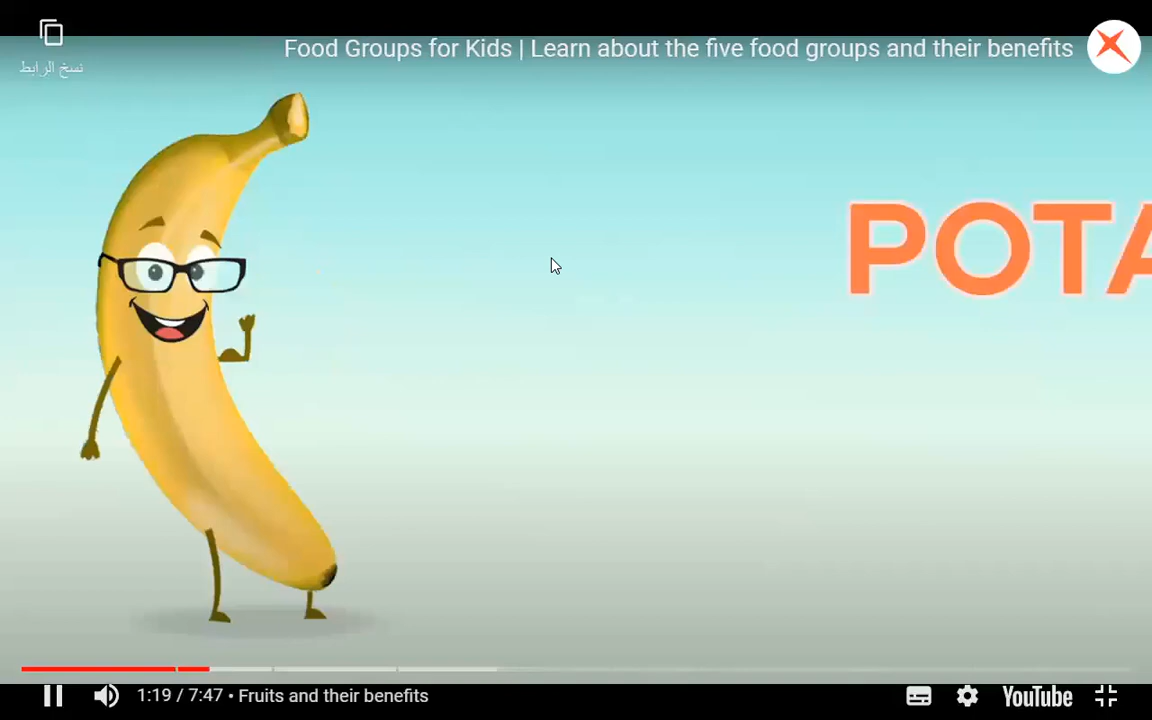 Food Groups for Kids | Learn about the five food groups and their benefits
نسخ الرابط
POTA
1:19 / 7:47 • Fruits and their benefits
YouTube